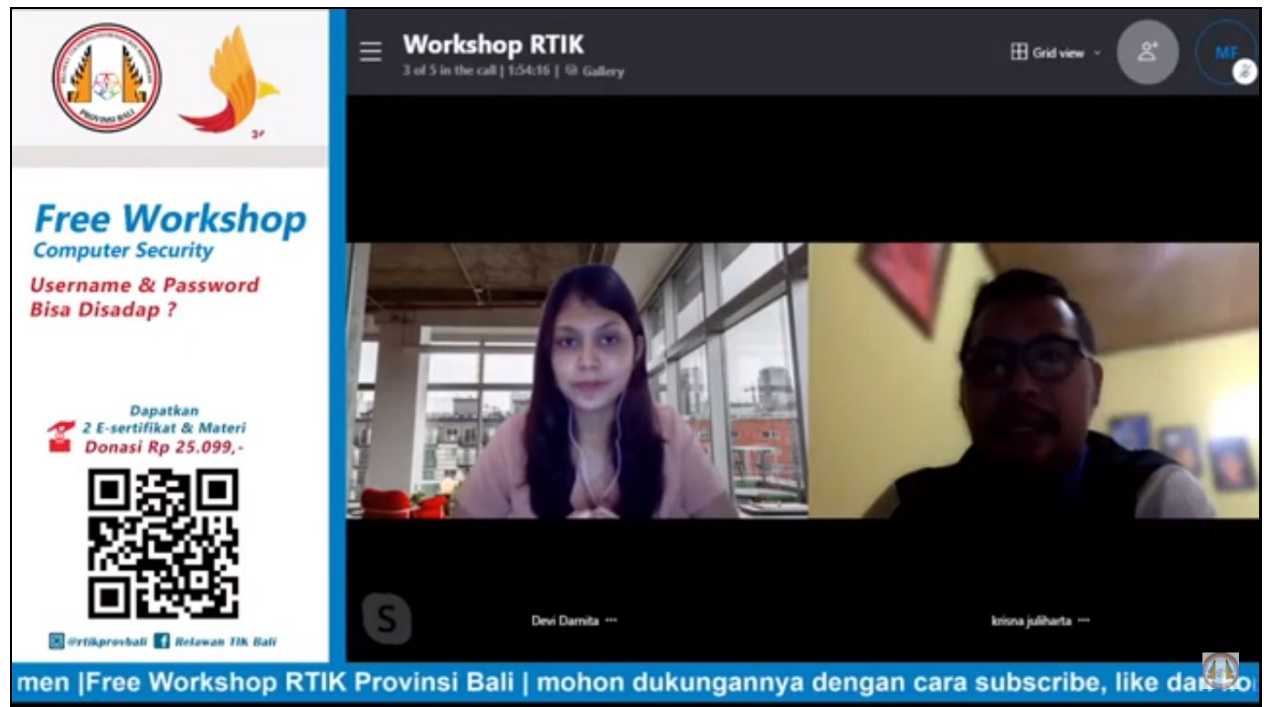 PROVINSI BALI
Free Workshop
Computer Security
Username & Password
Bisa Disadap ?
Dapatkan
2 E-sertifikat & Materi
Donasi Rp 25.099,-
@rtikprovbali Relawan TIK Bali
Workshop RTIK
3 of 5 in the call | 1:54:16 | Gallery
Grid view
MF
S
Devi Darnita ···
krisna juliharta ···
men |Free Workshop RTIK Provinsi Bali | mohon dukungannya dengan cara subscribe, like dan